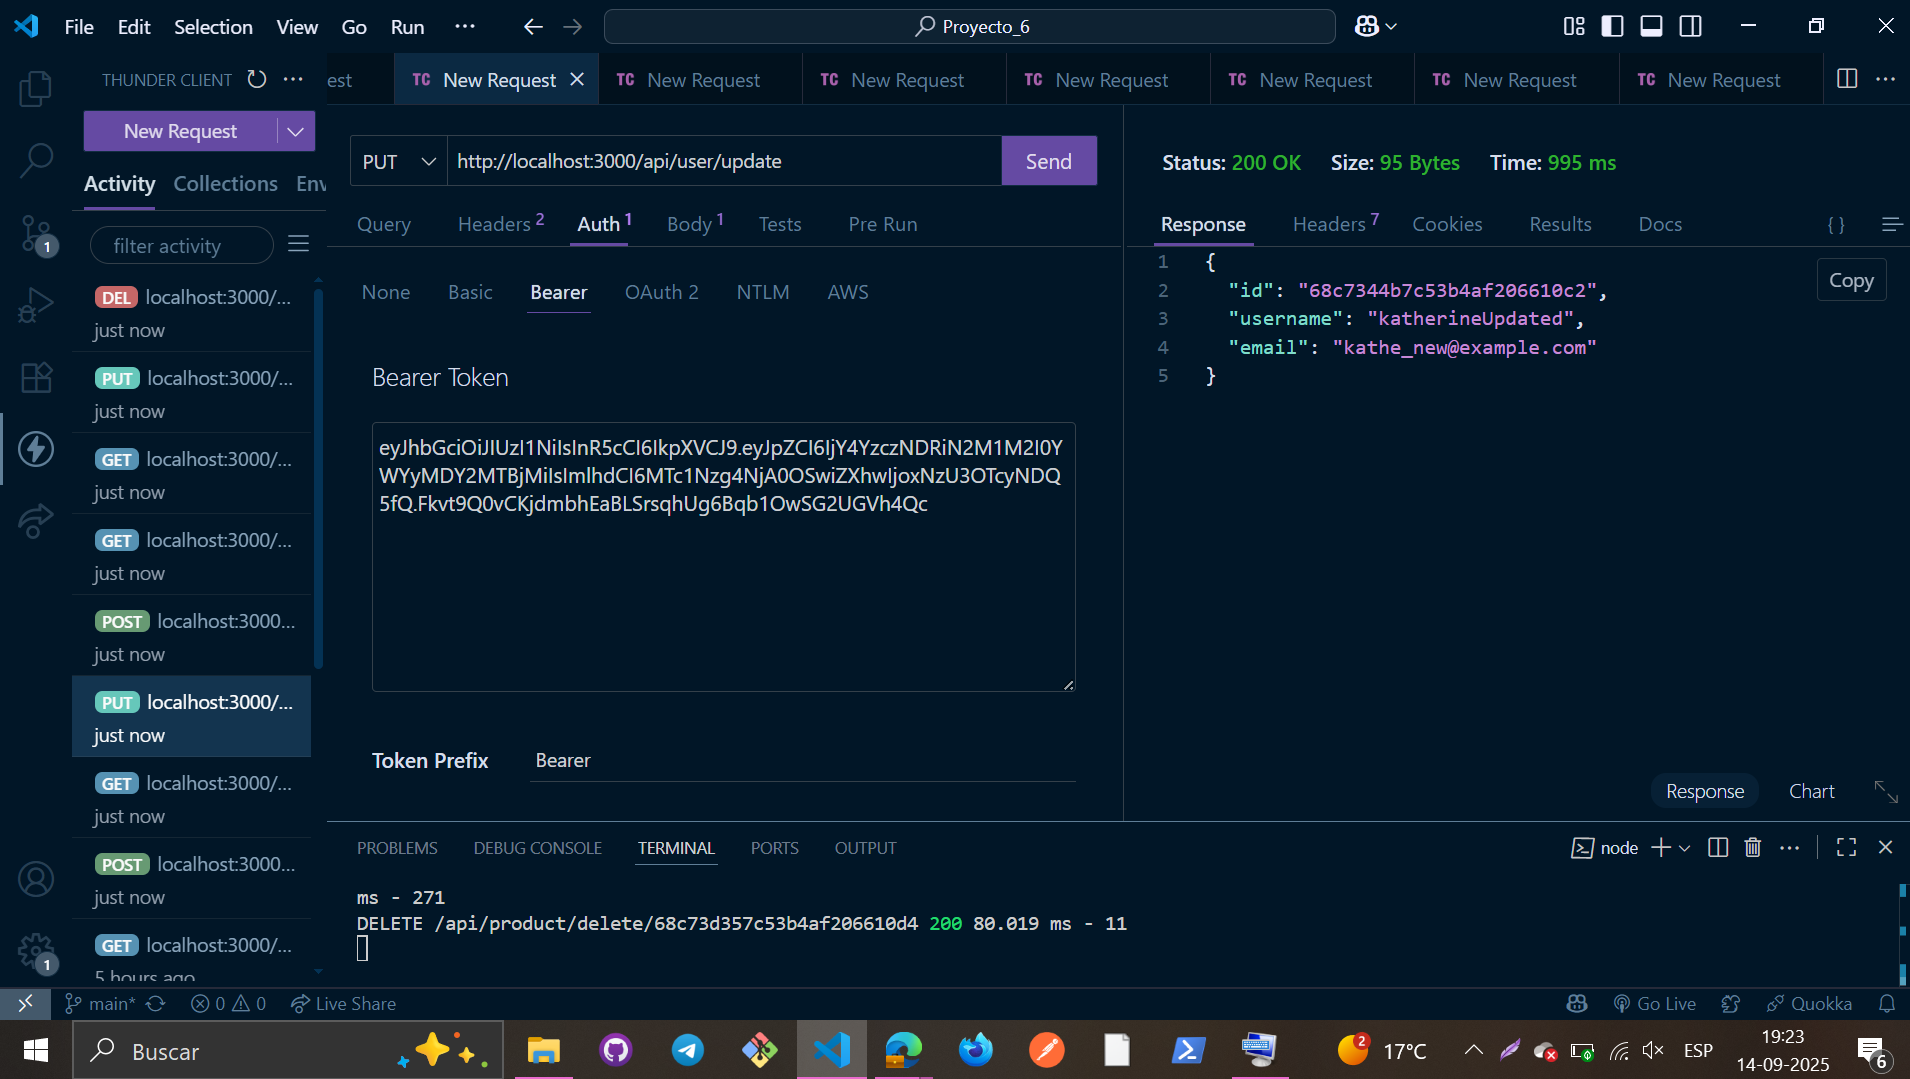 File Edit Selection View Go Run ··· Proyecto_6
THUNDER CLIENT ···
New Request
Activity Collections Env
filter activity
DEL localhost:3000/...
just now
PUT localhost:3000/...
just now
GET localhost:3000/...
just now
GET localhost:3000/...
just now
POST localhost:3000...
just now
PUT localhost:3000/...
just now
GET localhost:3000/...
just now
POST localhost:3000...
just now
GET localhost:3000/...
5 hours ago
1
1
est TC New Request TC New Request TC New Request TC New Request TC New Request TC New Request TC New Request ···
PUT http://localhost:3000/api/user/update Send
Query Headers 2 Auth 1 Body 1 Tests Pre Run
None Basic Bearer OAuth 2 NTLM AWS
Bearer Token
eyJhbGciOiJIUzI1NiIsInR5cCI6IkpXVCJ9.eyJpZCI6IjY4YzczNDRiN2M1M2I0Y
WYyMDY2MTBjMiIsImlhdCI6MTc1Nzg4NjA0OSwiZXhwIjoxNzU3OTcyNDQ
5fQ.Fkvt9Q0vCKjdmbhEaBLSrsqhUg6Bqb1OwSG2UGVh4Qc
Token Prefix Bearer
Status: 200 OK Size: 95 Bytes Time: 995 ms
Response Headers 7 Cookies Results Docs { }
Copy
1 {
2 "id": "68c7344b7c53b4af206610c2",
3 "username": "katherineUpdated",
4 "email": "kathe_new@example.com"
5 }
Response Chart
PROBLEMS DEBUG CONSOLE TERMINAL PORTS OUTPUT node ···
ms - 271
DELETE /api/product/delete/68c73d357c53b4af206610d4 200 80.019 ms - 11
main* 0 0 Live Share Go Live Quokka
Buscar 2 17°C ESP 19:23
14-09-2025
6